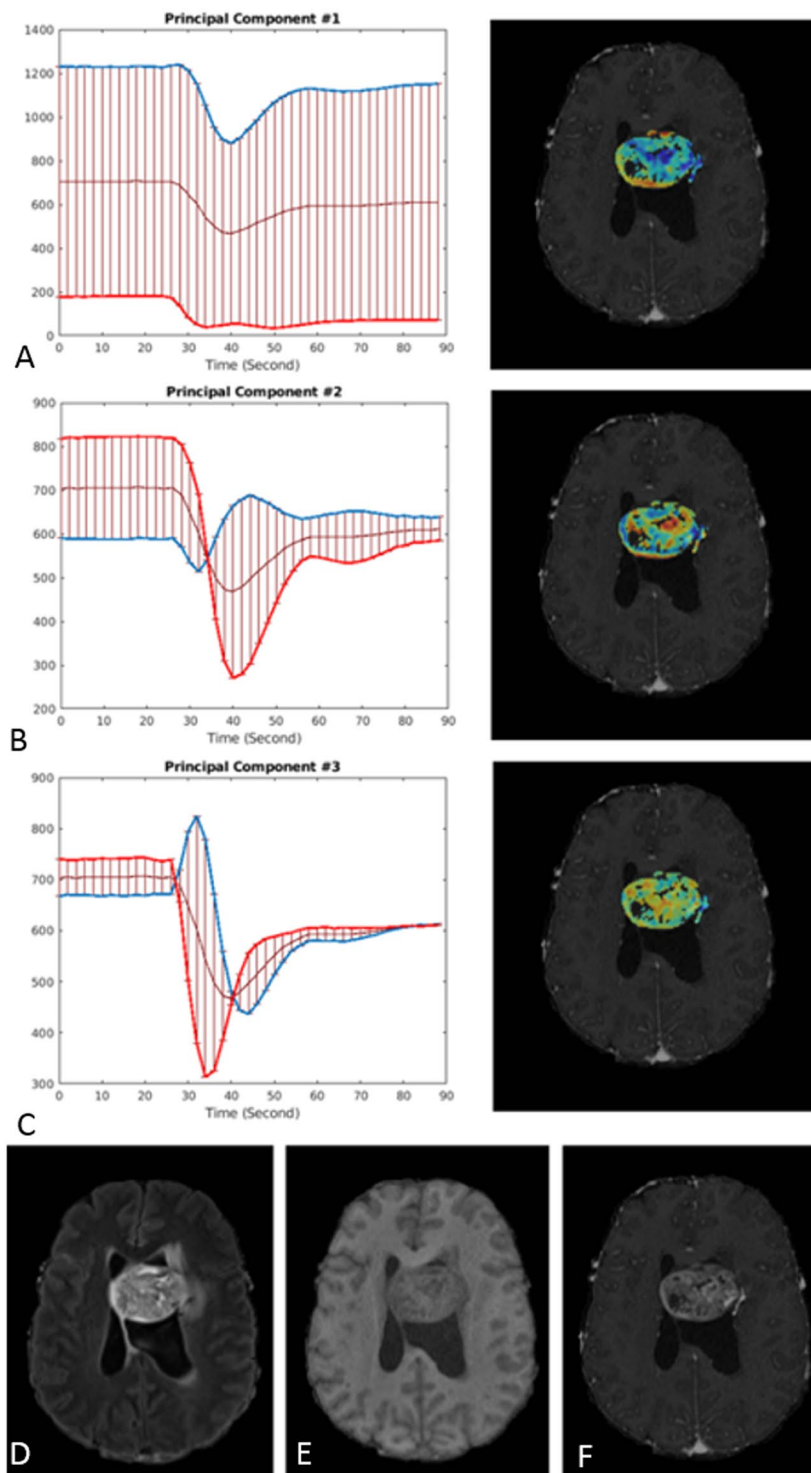 Principal Component #1
1400
1200
1000
800
600
400
200
0
0 10 20 30 40 50 60 70 80 90
Time (Second)
A
Principal Component #2
900
800
700
600
500
400
300
200
0 10 20 30 40 50 60 70 80 90
Time (Second)
B
Principal Component #3
900
800
700
600
500
400
300
0 10 20 30 40 50 60 70 80 90
Time (Second)
C
D E F